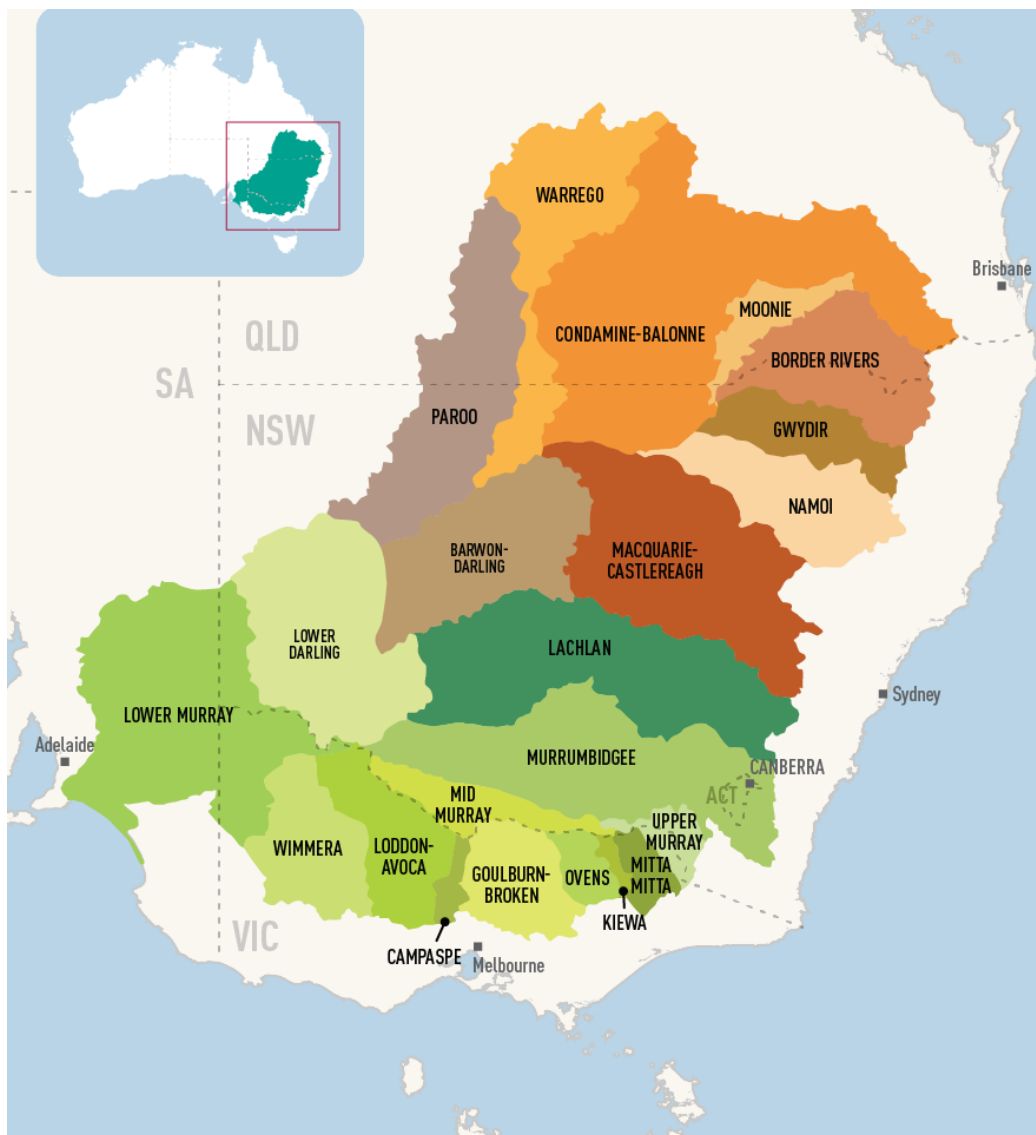 WARREGO
Brisbane
MOONIE
QLD
CONDAMINE-BALONNE
BORDER RIVERS
SA
PAROO
NSW
GWYDIR
NAMOI
BARWON-
DARLING
MACQUARIE-
CASTLEREAGH
LOWER
DARLING
LACHLAN
Sydney
LOWER MURRAY
Adelaide
MURRUMBIDGEE
CANBERRA
ACT
MID
MURRAY
UPPER
MURRAY
WIMMERA
LODDON-
AVOCA
GOULBURN-
BROKEN
OVENS
MITTA
MITTA
KIEWA
VIC
CAMPASPE
Melbourne